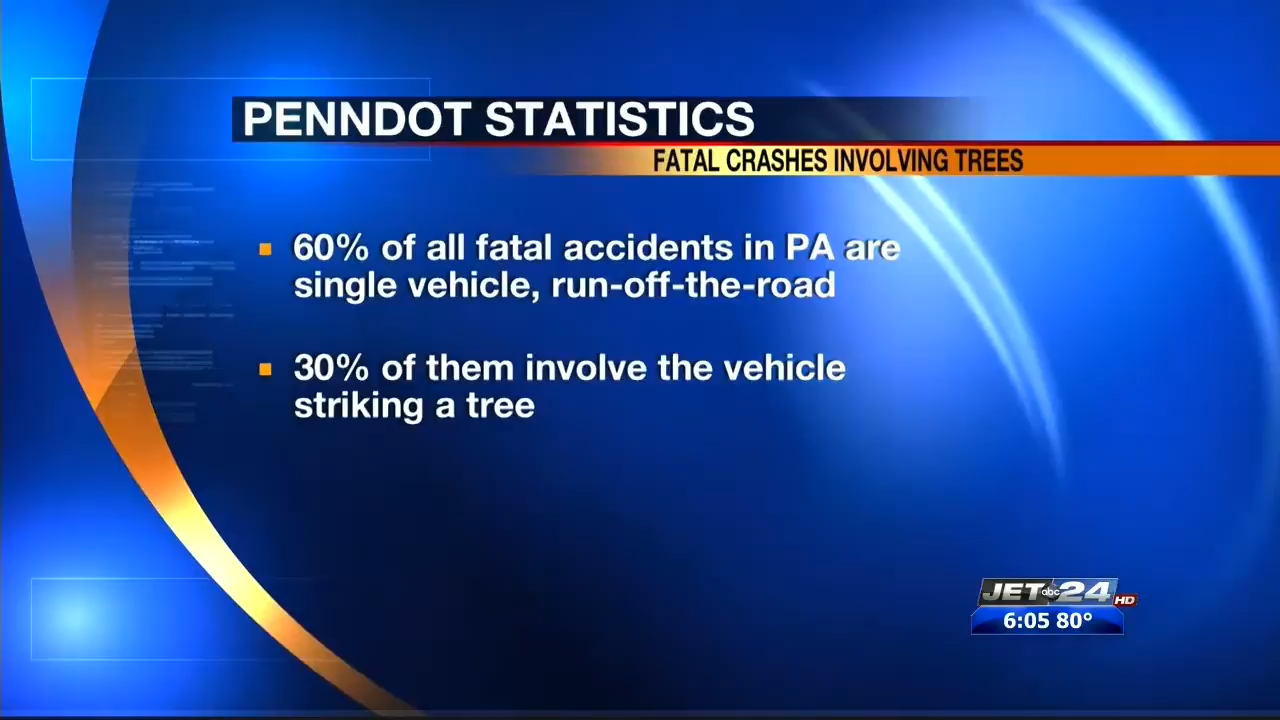 PENNDOT STATISTICS
FATAL CRASHES INVOLVING TREES
60% of all fatal accidents in PA are
single vehicle, run-off-the-road
30% of them involve the vehicle
striking a tree
JET abc 24 HD
6:05 80°